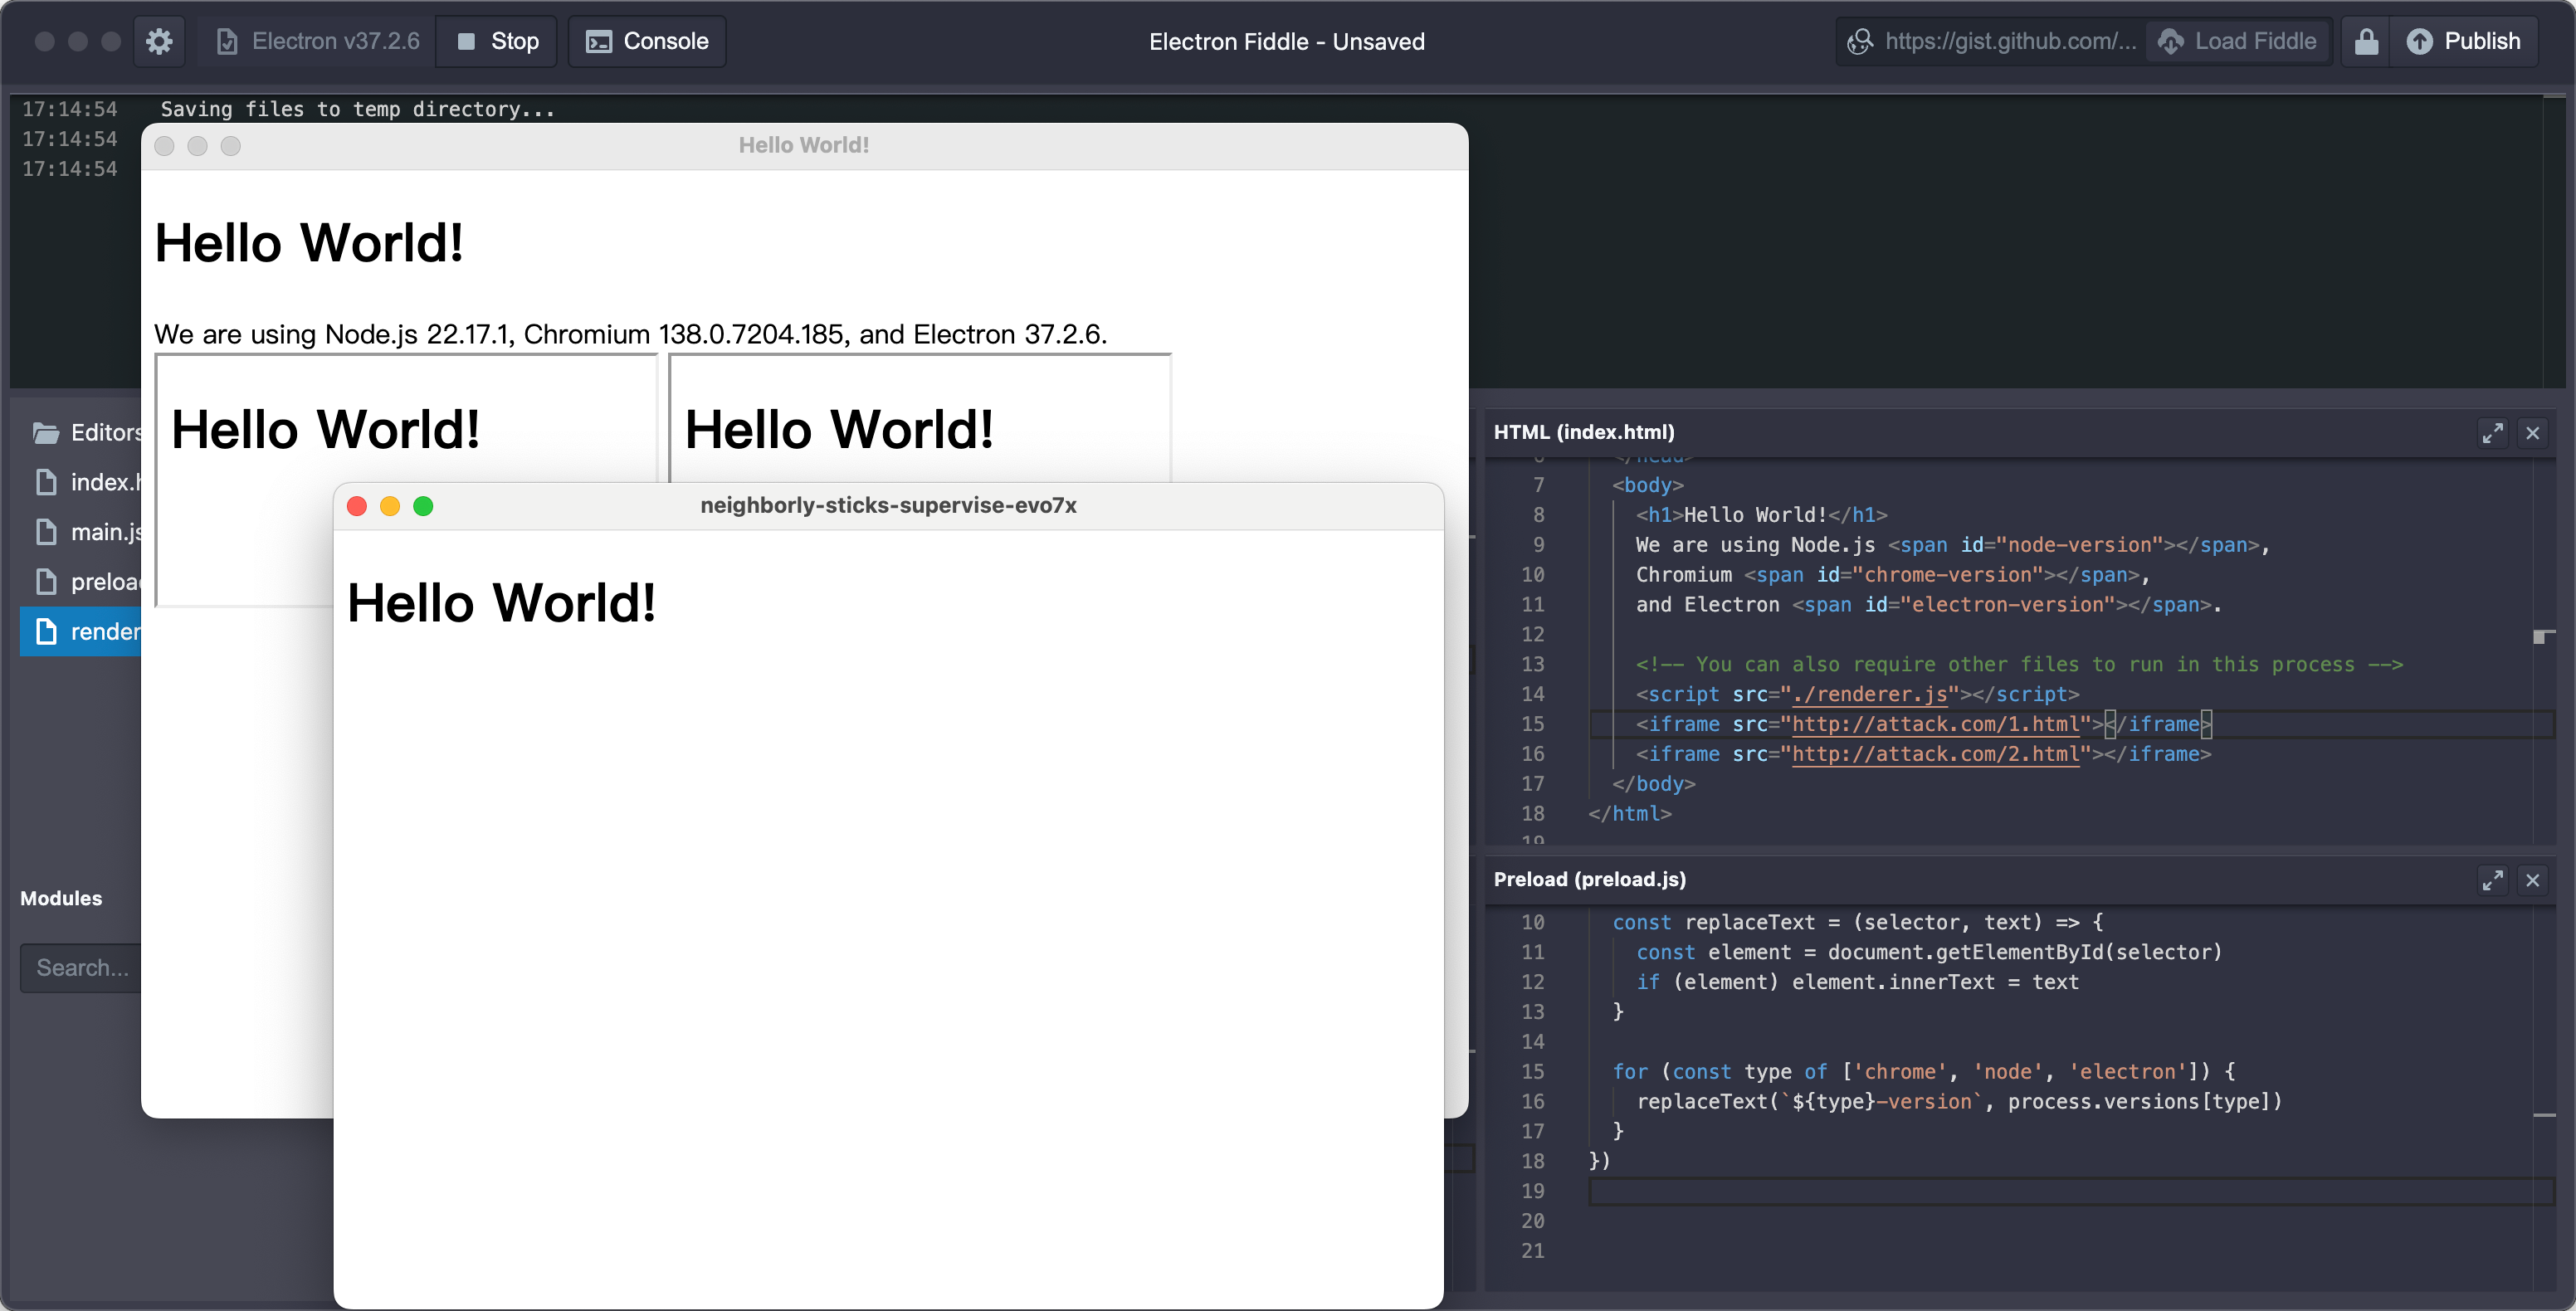 Electron v37.2.6
Stop
Console
Electron Fiddle - Unsaved
https://gist.github.com/...
Load Fiddle
Publish
17:14:54 Saving files to temp directory...
17:14:54
17:14:54
Hello World!
Hello World!
We are using Node.js 22.17.1, Chromium 138.0.7204.185, and Electron 37.2.6.
Hello World!
Hello World!
neighborly-sticks-supervise-evo7x
Hello World!
Editors
index.h
main.js
preload
render
Modules
Search...
HTML (index.html)
6 </head>
7 <body>
8 <h1>Hello World!</h1>
9 We are using Node.js <span id="node-version"></span>,
10 Chromium <span id="chrome-version"></span>,
11 and Electron <span id="electron-version"></span>.
12
13 <!-- You can also require other files to run in this process -->
14 <script src="./renderer.js"></script>
15 <iframe src="http://attack.com/1.html"></iframe>
16 <iframe src="http://attack.com/2.html"></iframe>
17 </body>
18 </html>
19
Preload (preload.js)
10 const replaceText = (selector, text) => {
11 const element = document.getElementById(selector)
12 if (element) element.innerText = text
13 }
14
15 for (const type of ['chrome', 'node', 'electron']) {
16 replaceText(`${type}-version`, process.versions[type])
17 }
18 })
19
20
21